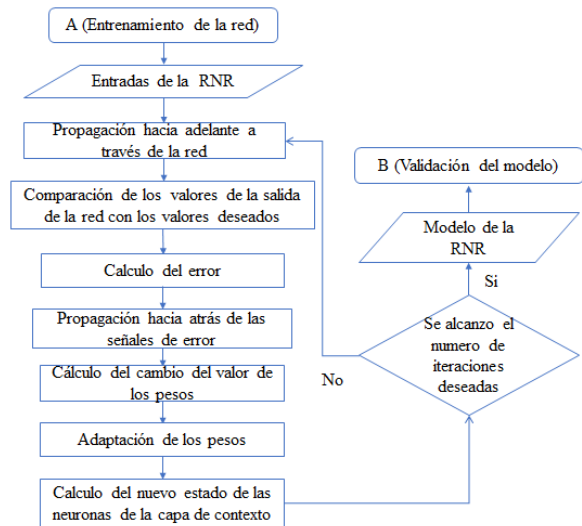 A (Entrenamiento de la red)
Entradas de la RNR
Propagación hacia adelante a
través de la red
Comparación de los valores de la salida
de la red con los valores deseados
Calculo del error
Propagación hacia atrás de las
señales de error
Cálculo del cambio del valor de
los pesos
Adaptación de los pesos
Calculo del nuevo estado de las
neuronas de la capa de contexto
B (Validación del modelo)
Modelo de la
RNR
Si
Se alcanzo el
numero de
iteraciones
deseadas
No